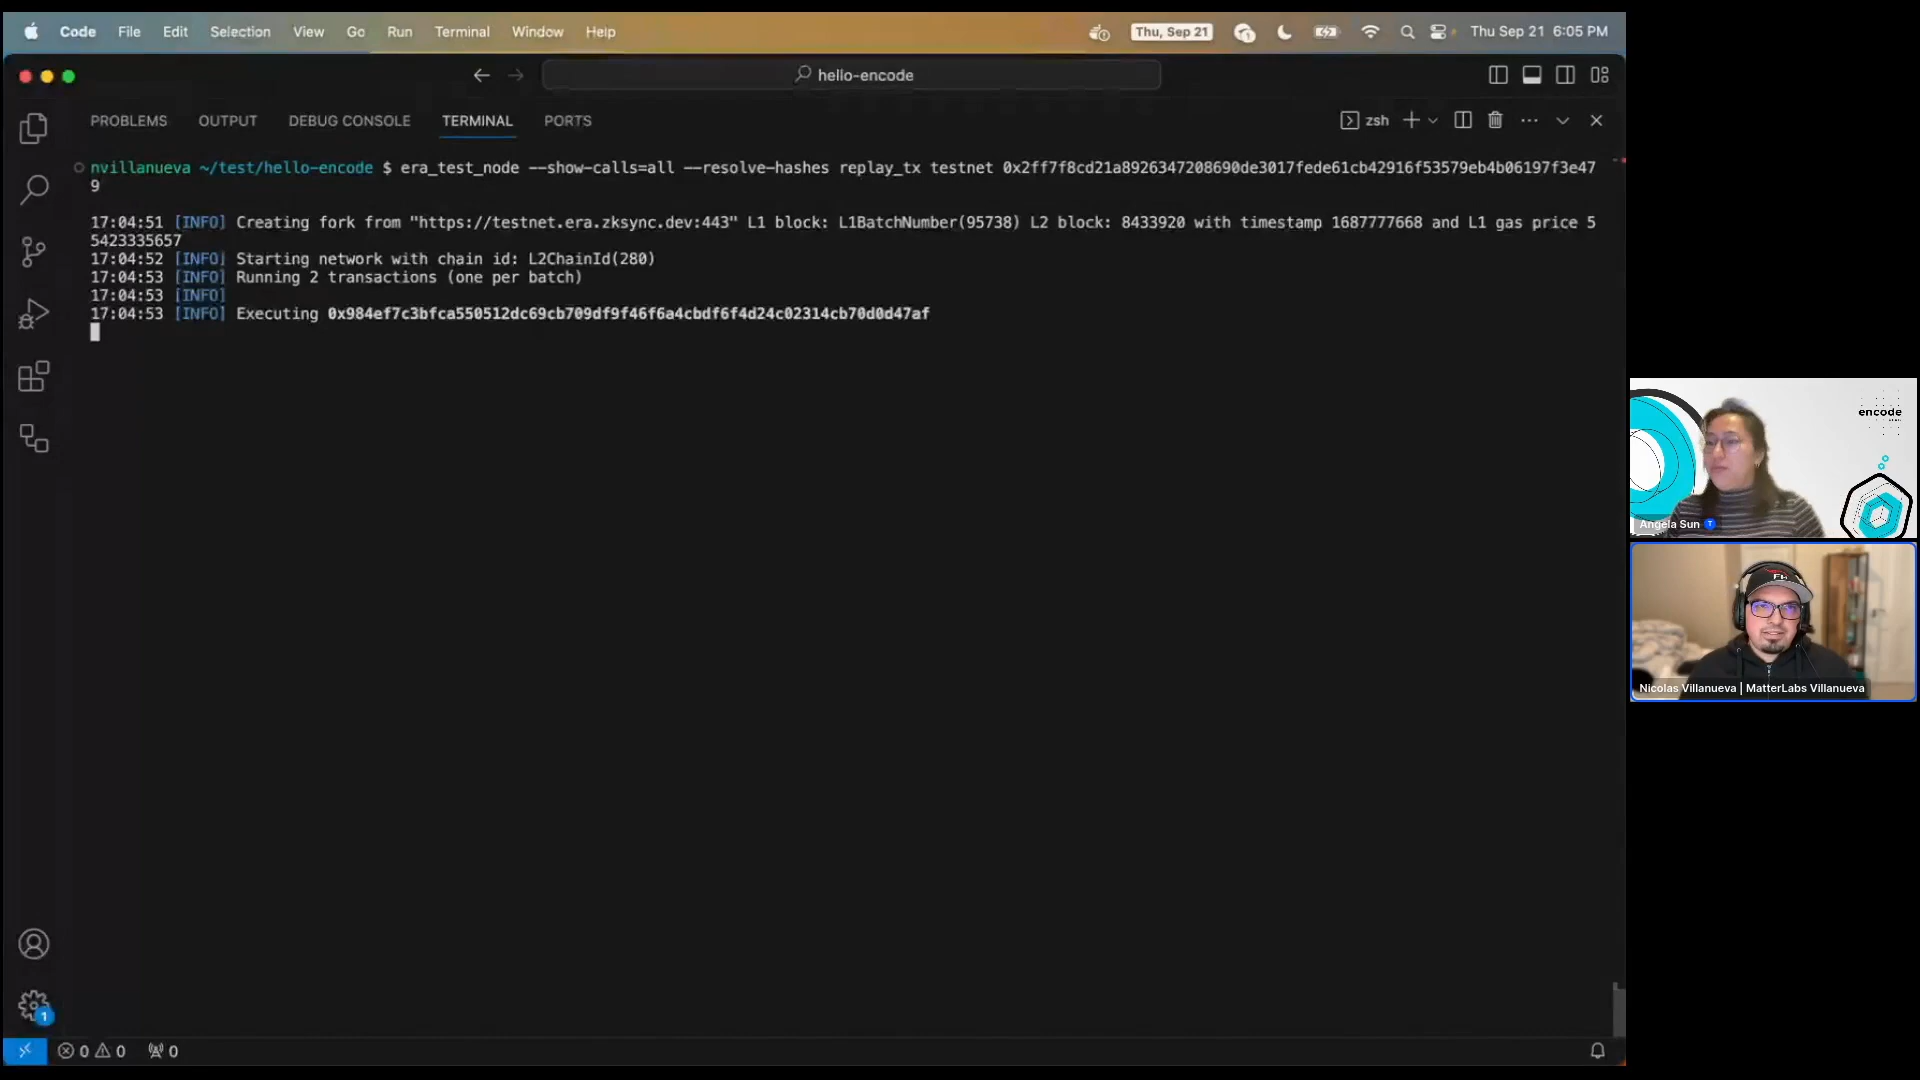 Code File Edit Selection View Go Run Terminal Window Help
Thu, Sep 21
Thu Sep 21 6:05 PM
hello-encode
PROBLEMS OUTPUT DEBUG CONSOLE TERMINAL PORTS
zsh
nvillanueva ~/test/hello-encode $ era_test_node --show-calls=all --resolve-hashes replay_tx testnet 0x2ff7f8cd21a8926347208690de3017fede61cb42916f53579eb4b06197f3e47
9
17:04:51 [INFO] Creating fork from "https://testnet.era.zksync.dev:443" L1 block: L1BatchNumber(95738) L2 block: 8433920 with timestamp 1687777668 and L1 gas price 5
5423335657
17:04:52 [INFO] Starting network with chain id: L2ChainId(280)
17:04:53 [INFO] Running 2 transactions (one per batch)
17:04:53 [INFO]
17:04:53 [INFO] Executing 0x984ef7c3bfca550512dc69cb709df9f46f6a4cbdf6f4d24c02314cb70d0d47af
encode
Angela Sun
FH
Nicolas Villanueva | MatterLabs Villanueva
1
0 0 0